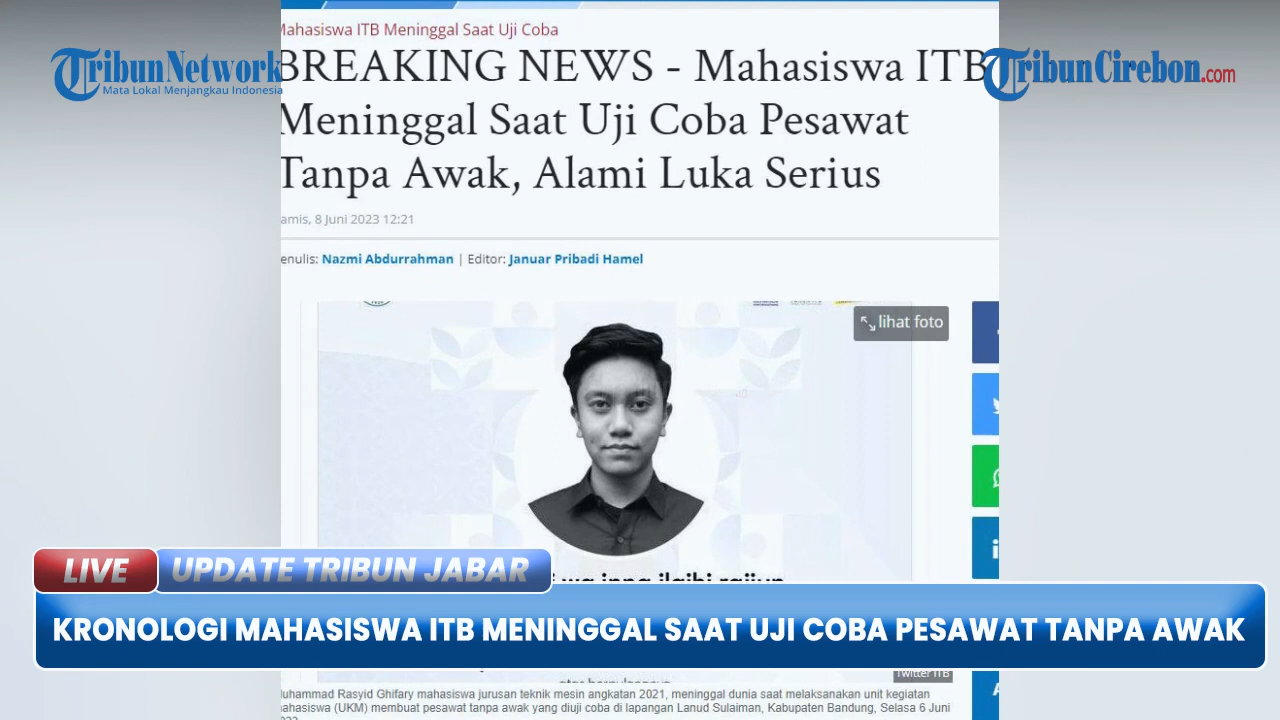 Mahasiswa ITB Meninggal Saat Uji Coba
BREAKING NEWS - Mahasiswa ITB
Meninggal Saat Uji Coba Pesawat
Tanpa Awak, Alami Luka Serius
TribunNetwork
Mata Lokal Menjangkau Indonesia
TribunCirebon.com
amis, 8 Juni 2023 12:21
enulis: Nazmi Abdurrahman | Editor: Januar Pribadi Hamel
lihat foto
LIVE
UPDATE TRIBUN JABAR
KRONOLOGI MAHASISWA ITB MENINGGAL SAAT UJI COBA PESAWAT TANPA AWAK
Twitter ITB
uhammad Rasyid Ghifary mahasiswa jurusan teknik mesin angkatan 2021, meninggal dunia saat melaksanakan unit kegiatan
ahasiswa (UKM) membuat pesawat tanpa awak yang diuji coba di lapangan Lanud Sulaiman, Kabupaten Bandung, Selasa 6 Juni